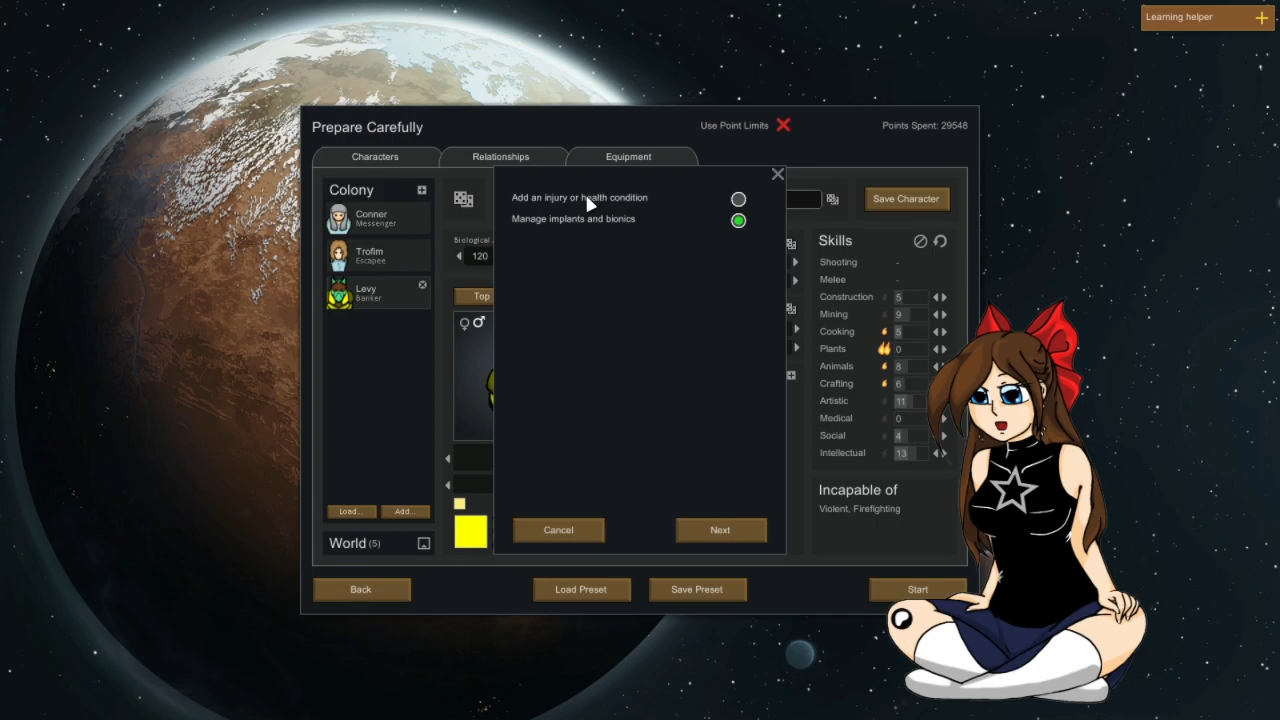 Learning helper
Prepare Carefully
Use Point Limits
Points Spent: 29548
Characters
Relationships
Equipment
Colony
Conner
Messenger
Trofim
Escapee
Levy
Banker
Load...
Add...
World (5)
Biological
120
Top
Add an injury or health condition
Manage implants and bionics
Cancel
Next
Save Character
Skills
Shooting -
Melee -
Construction 5
Mining 9
Cooking 5
Plants 0
Animals 8
Crafting 6
Artistic 11
Medical 0
Social 4
Intellectual 13
Incapable of
Violent, Firefighting
Back
Load Preset
Save Preset
Start